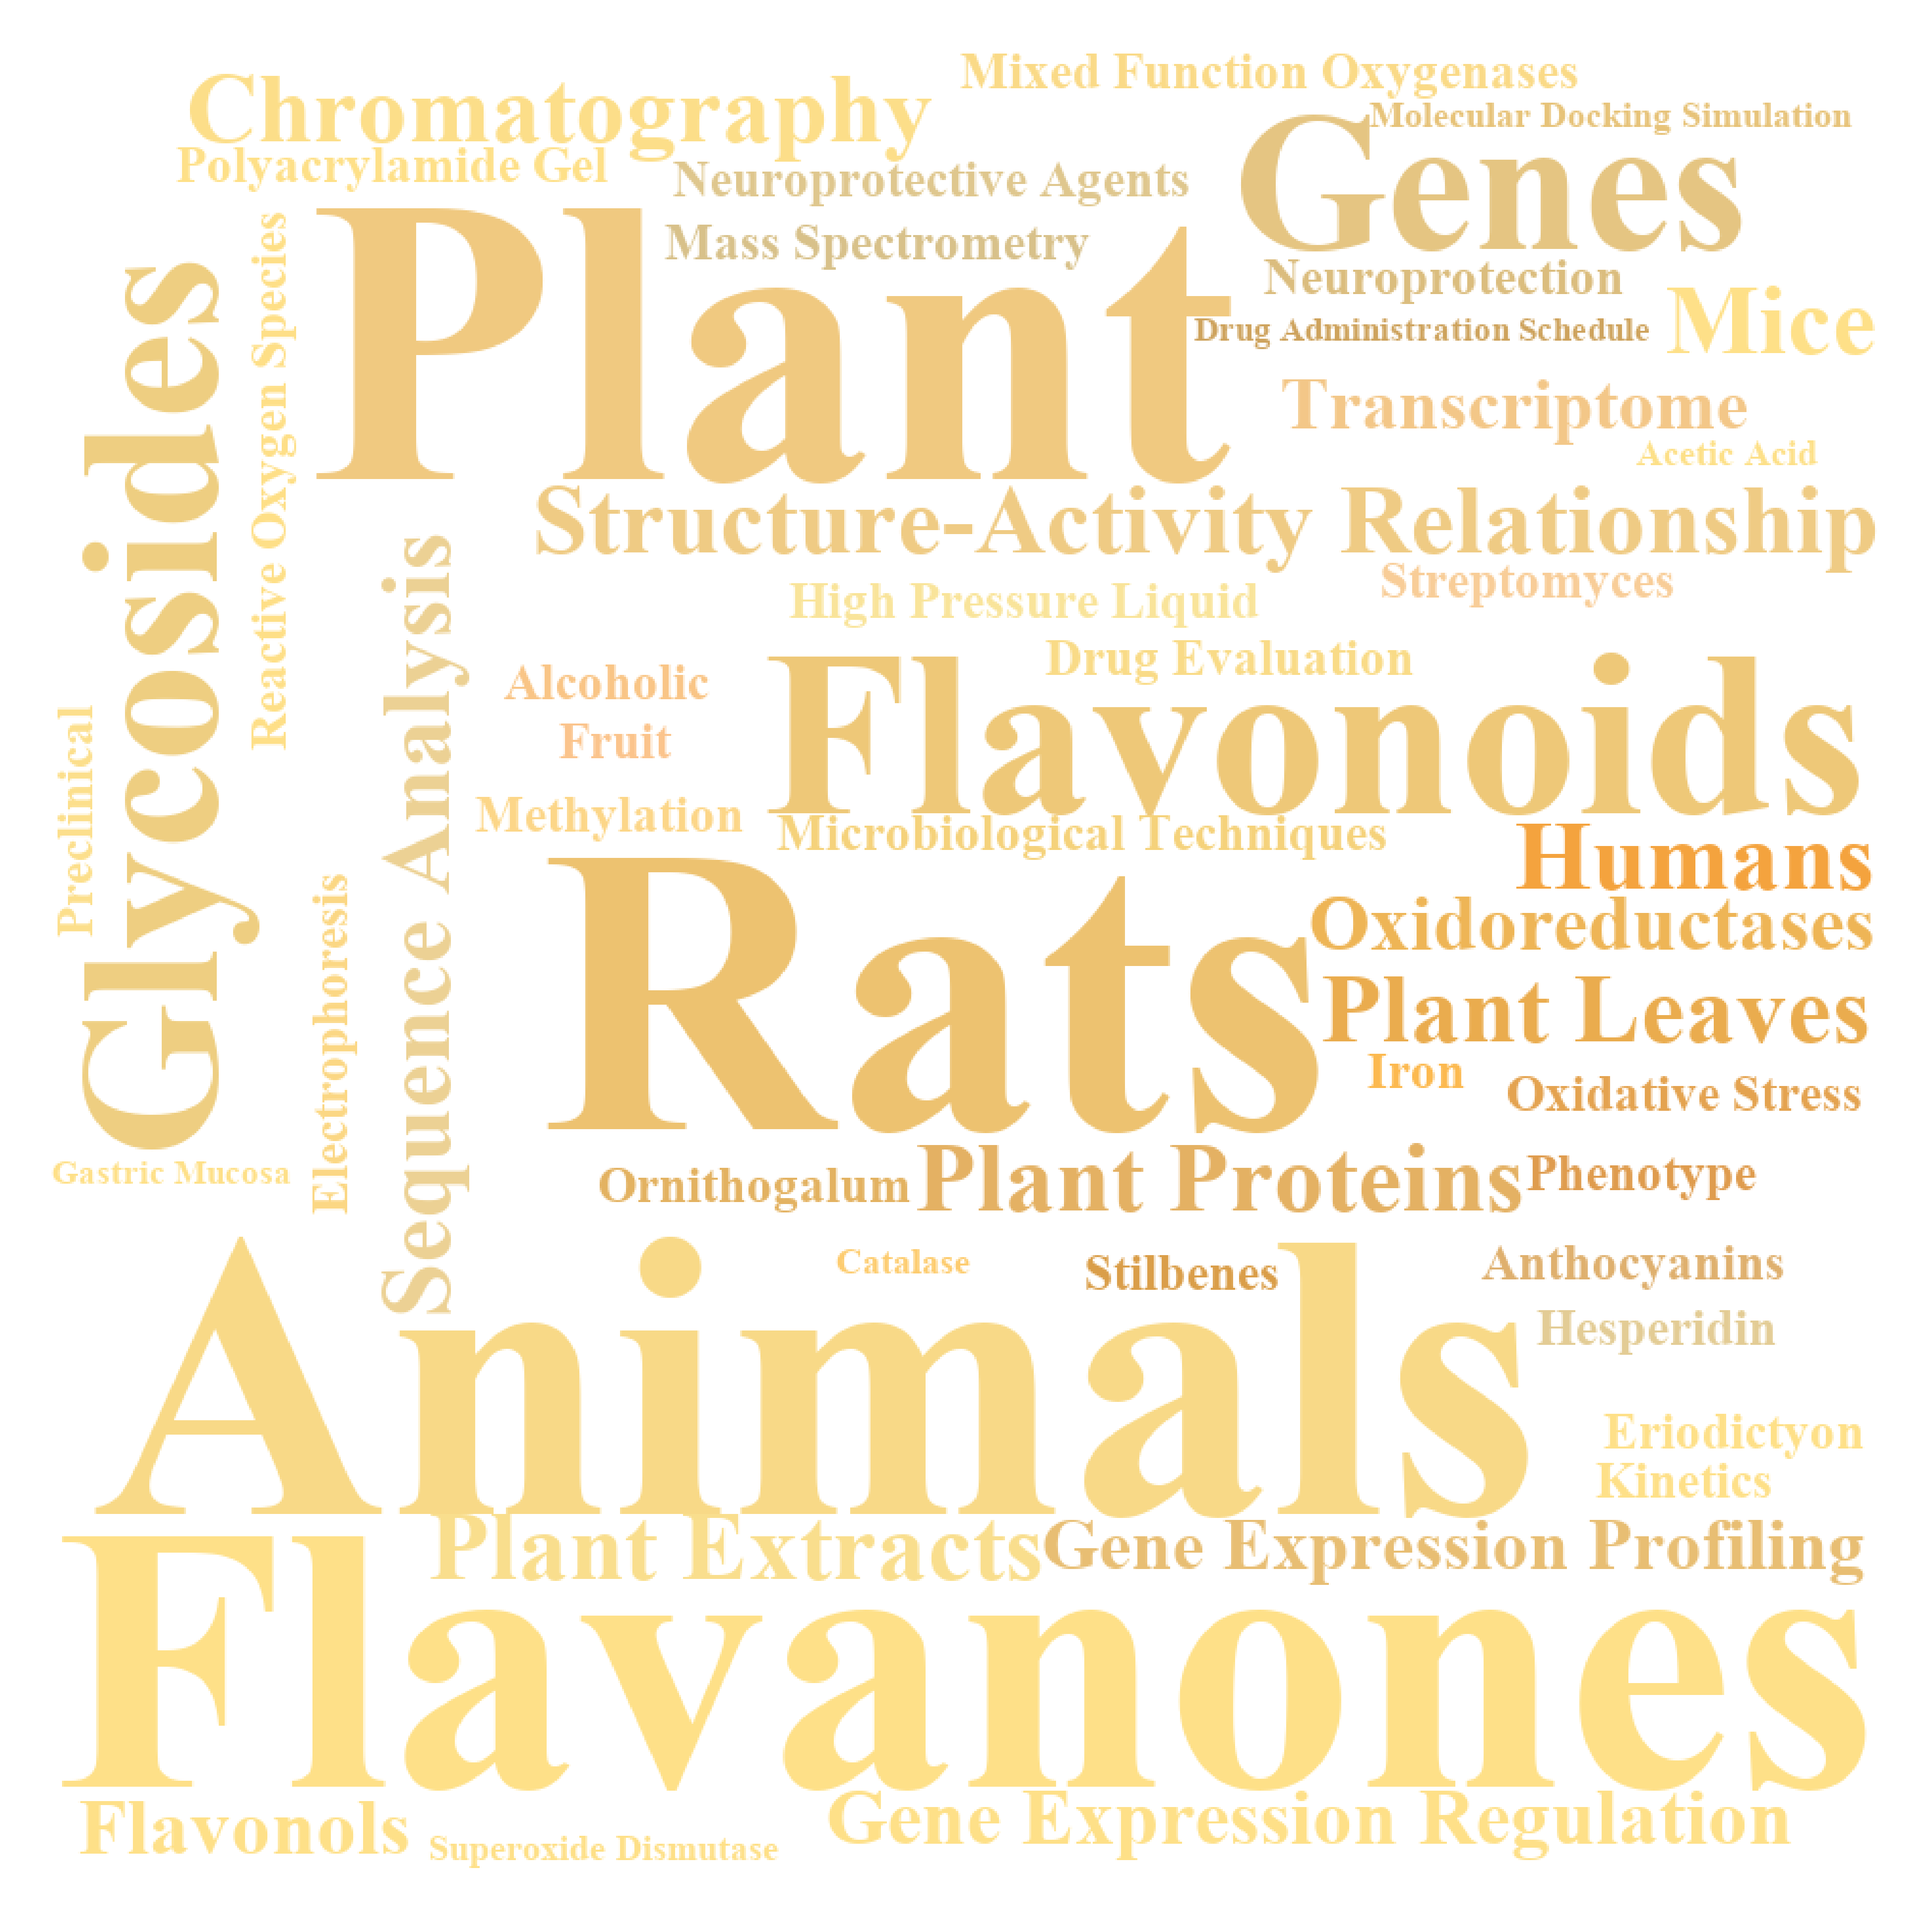 Mixed Function Oxygenases
Chromatography
Molecular Docking Simulation
Polyacrylamide Gel
Neuroprotective Agents
Genes
Mass Spectrometry
Plant
Neuroprotection
Drug Administration Schedule
Mice
Glycosides
Reactive Oxygen Species
Transcriptome
Acetic Acid
Structure-Activity Relationship
Streptomyces
High Pressure Liquid
Drug Evaluation
Sequence Analysis
Alcoholic
Fruit
Flavonoids
Preclinical
Methylation
Microbiological Techniques
Humans
Electrophoresis
Rats
Oxidoreductases
Plant Leaves
Iron
Oxidative Stress
Gastric Mucosa
Ornithogalum
Plant Proteins
Phenotype
Animals
Catalase
Stilbenes
Anthocyanins
Hesperidin
Eriodictyon
Kinetics
Plant Extracts
Gene Expression Profiling
Flavanones
Flavonols
Superoxide Dismutase
Gene Expression Regulation